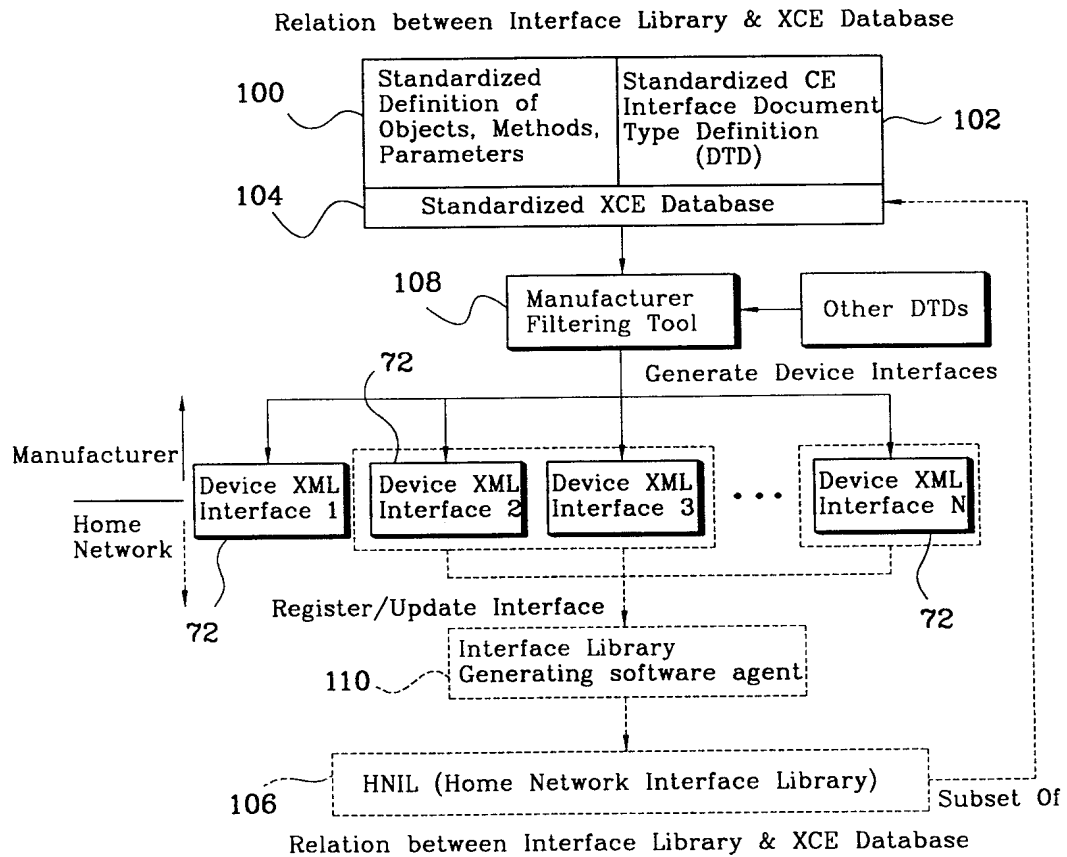 Relation between Interface Library & XCE Database
100
Standardized
Definition of
Objects, Methods,
Parameters
Standardized CE
Interface Document
Type Definition
(DTD)
102
104
Standardized XCE Database
108
Manufacturer
Filtering Tool
Other DTDs
72
Generate Device Interfaces
Manufacturer
Home
Network
Device XML
Interface 1
Device XML
Interface 2
Device XML
Interface 3
Device XML
Interface N
72
Register/Update Interface
72
110
Interface Library
Generating software agent
106
HNIL (Home Network Interface Library)
Subset Of
Relation between Interface Library & XCE Database